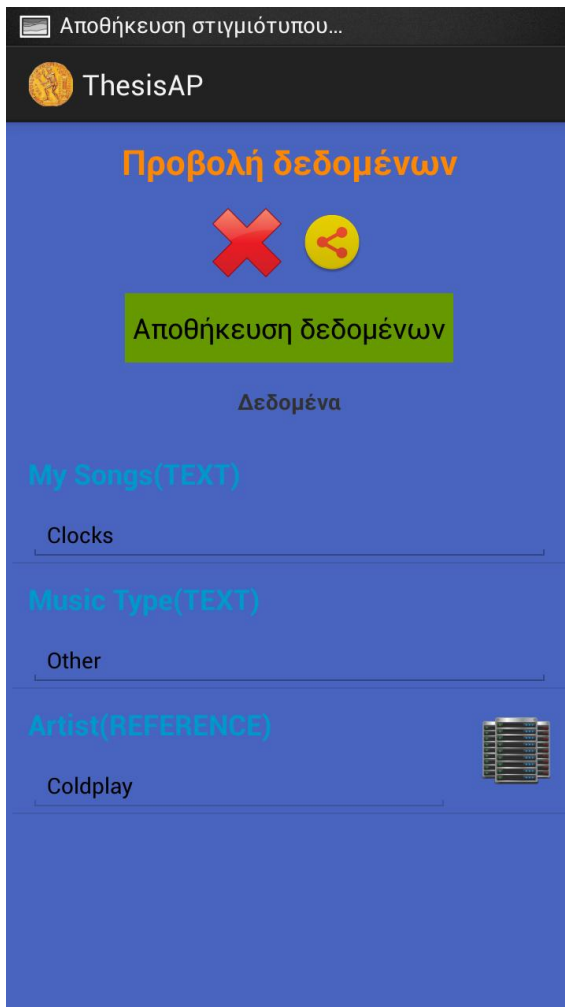 Αποθήκευση στιγμιότυπου...
ThesisAP
Προβολή δεδομένων
Αποθήκευση δεδομένων
Δεδομένα
My Songs(TEXT)
Clocks
Music Type(TEXT)
Other
Artist(REFERENCE)
Coldplay